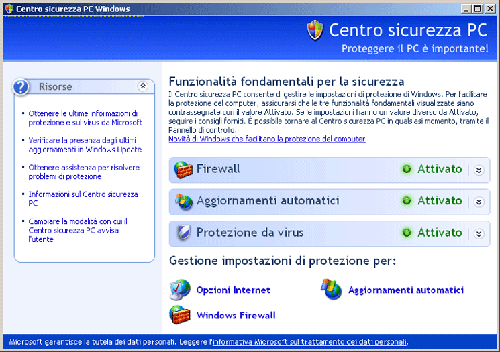 Centro sicurezza PC Windows
Centro sicurezza PC
Proteggere il PC è importante!
Risorse
Ottenere le ultime informazioni di
protezione e sui virus da Microsoft
Verificare la presenza degli ultimi
aggiornamenti in Windows Update
Ottenere assistenza per risolvere
problemi di protezione
Informazioni sul Centro sicurezza
PC
Cambiare la modalità con cui il
Centro sicurezza PC avvisa
l'utente
Funzionalità fondamentali per la sicurezza
Il Centro sicurezza PC consente di gestire le impostazioni di protezione di Windows. Per facilitare
la protezione del computer, assicurarsi che le tre funzionalità fondamentali visualizzate siano
contrassegnate con il valore Attivato. Se le impostazioni hanno un valore diverso da Attivato,
seguire i consigli forniti. È possibile tornare al Centro sicurezza PC in qualsiasi momento, tramite il
Pannello di controllo.
Novità di Windows che facilitano la protezione del computer
Firewall Attivato
Aggiornamenti automatici Attivato
Protezione da virus Attivato
Gestione impostazioni di protezione per:
Opzioni Internet Aggiornamenti automatici
Windows Firewall
Microsoft garantisce la tutela dei dati personali. Leggere l'informativa Microsoft sul trattamento dei dati personali.